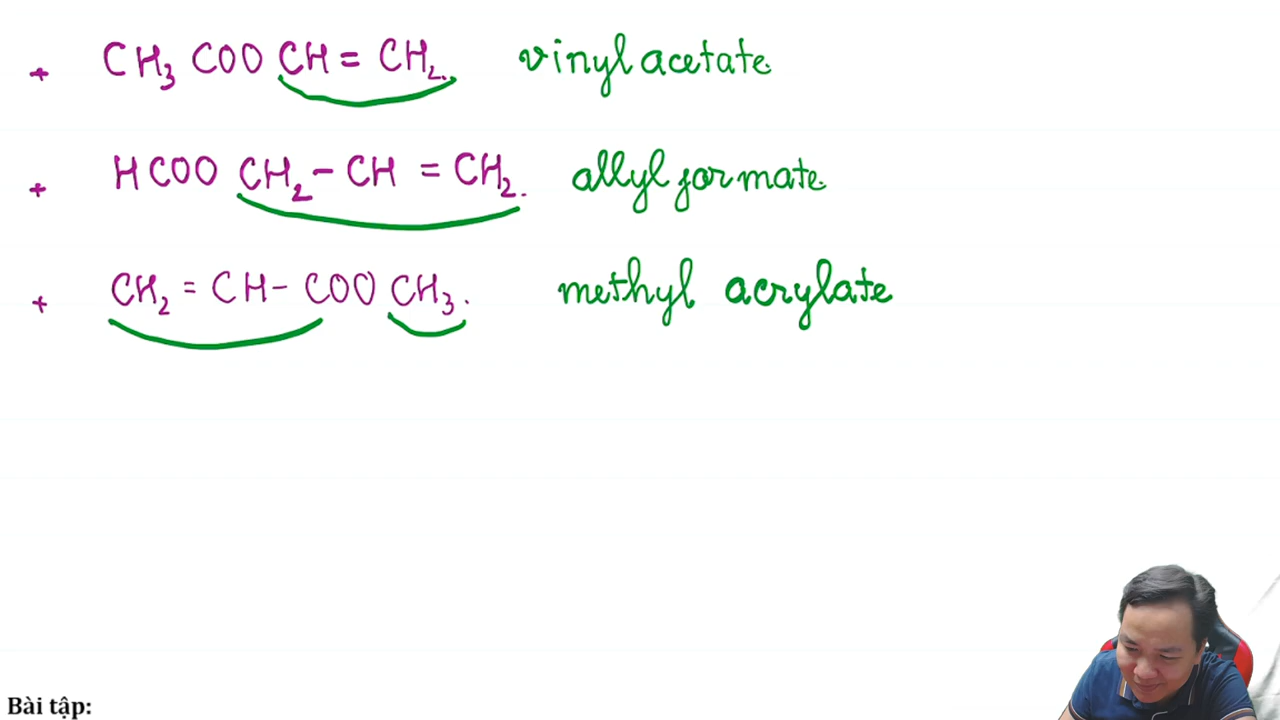 + CH₃COOCH=CH₂. vinyl acetate.
+ HCOOCH₂-CH=CH₂. allyl formate.
+ CH₂=CH-COOCH₃. methyl acrylate
Bài tập: